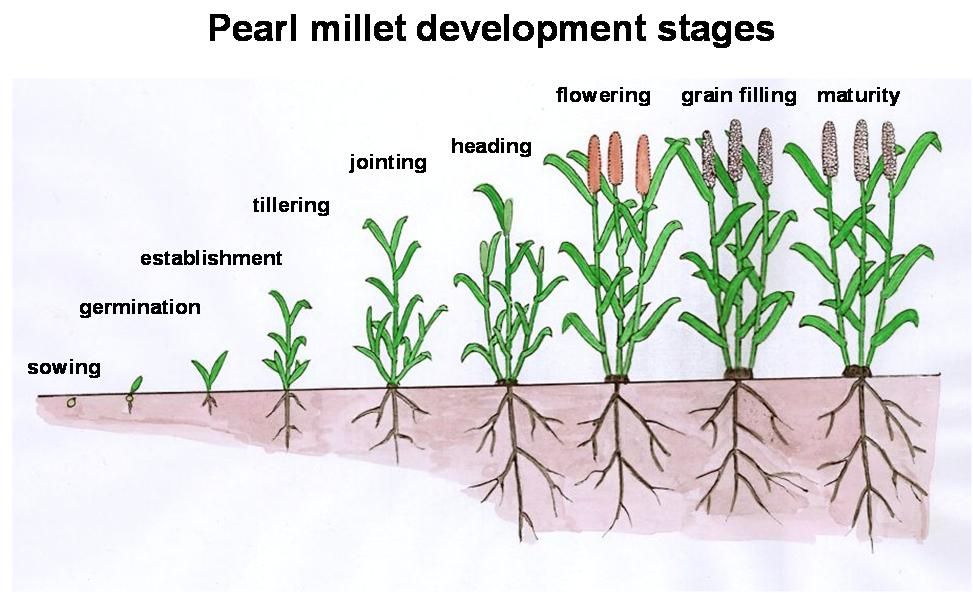 Pearl millet development stages
sowing
germination
establishment
tillering
jointing
heading
flowering
grain filling
maturity